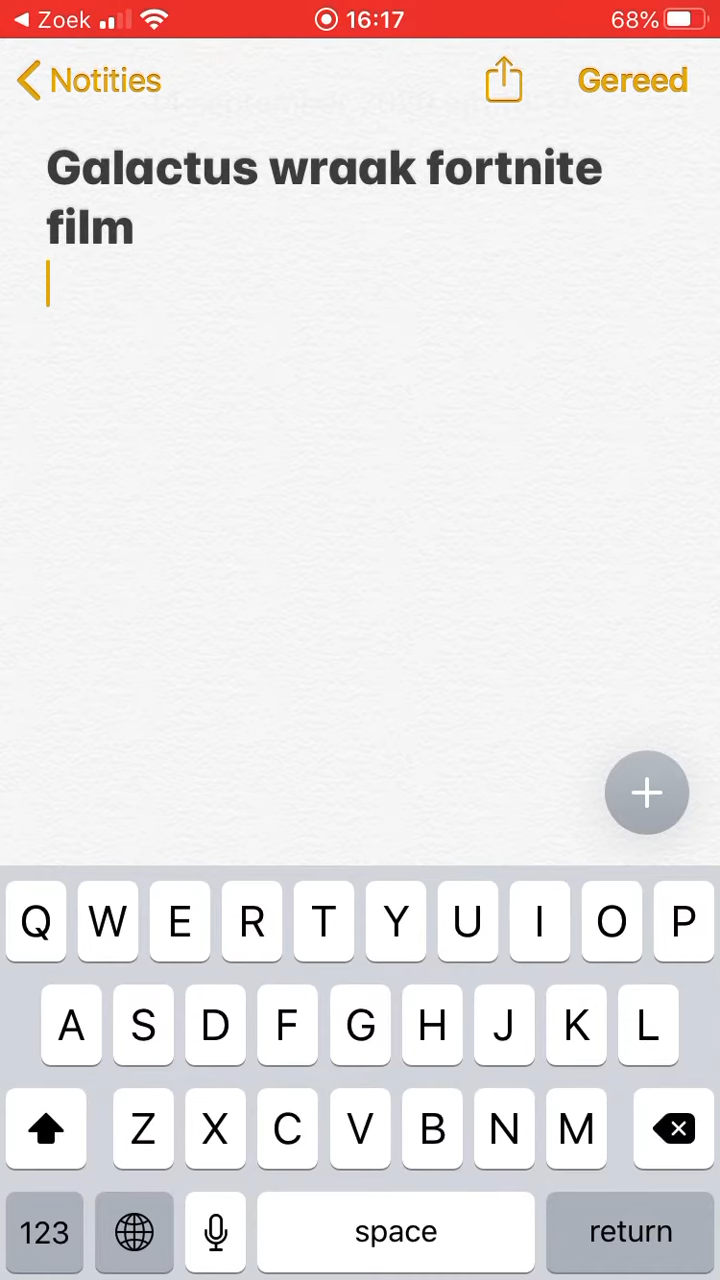 Zoek 16:17 68%
Notities Gereed
Galactus wraak fortnite
film
Q W E R T Y U I O P
A S D F G H J K L
Z X C V B N M
123 space return